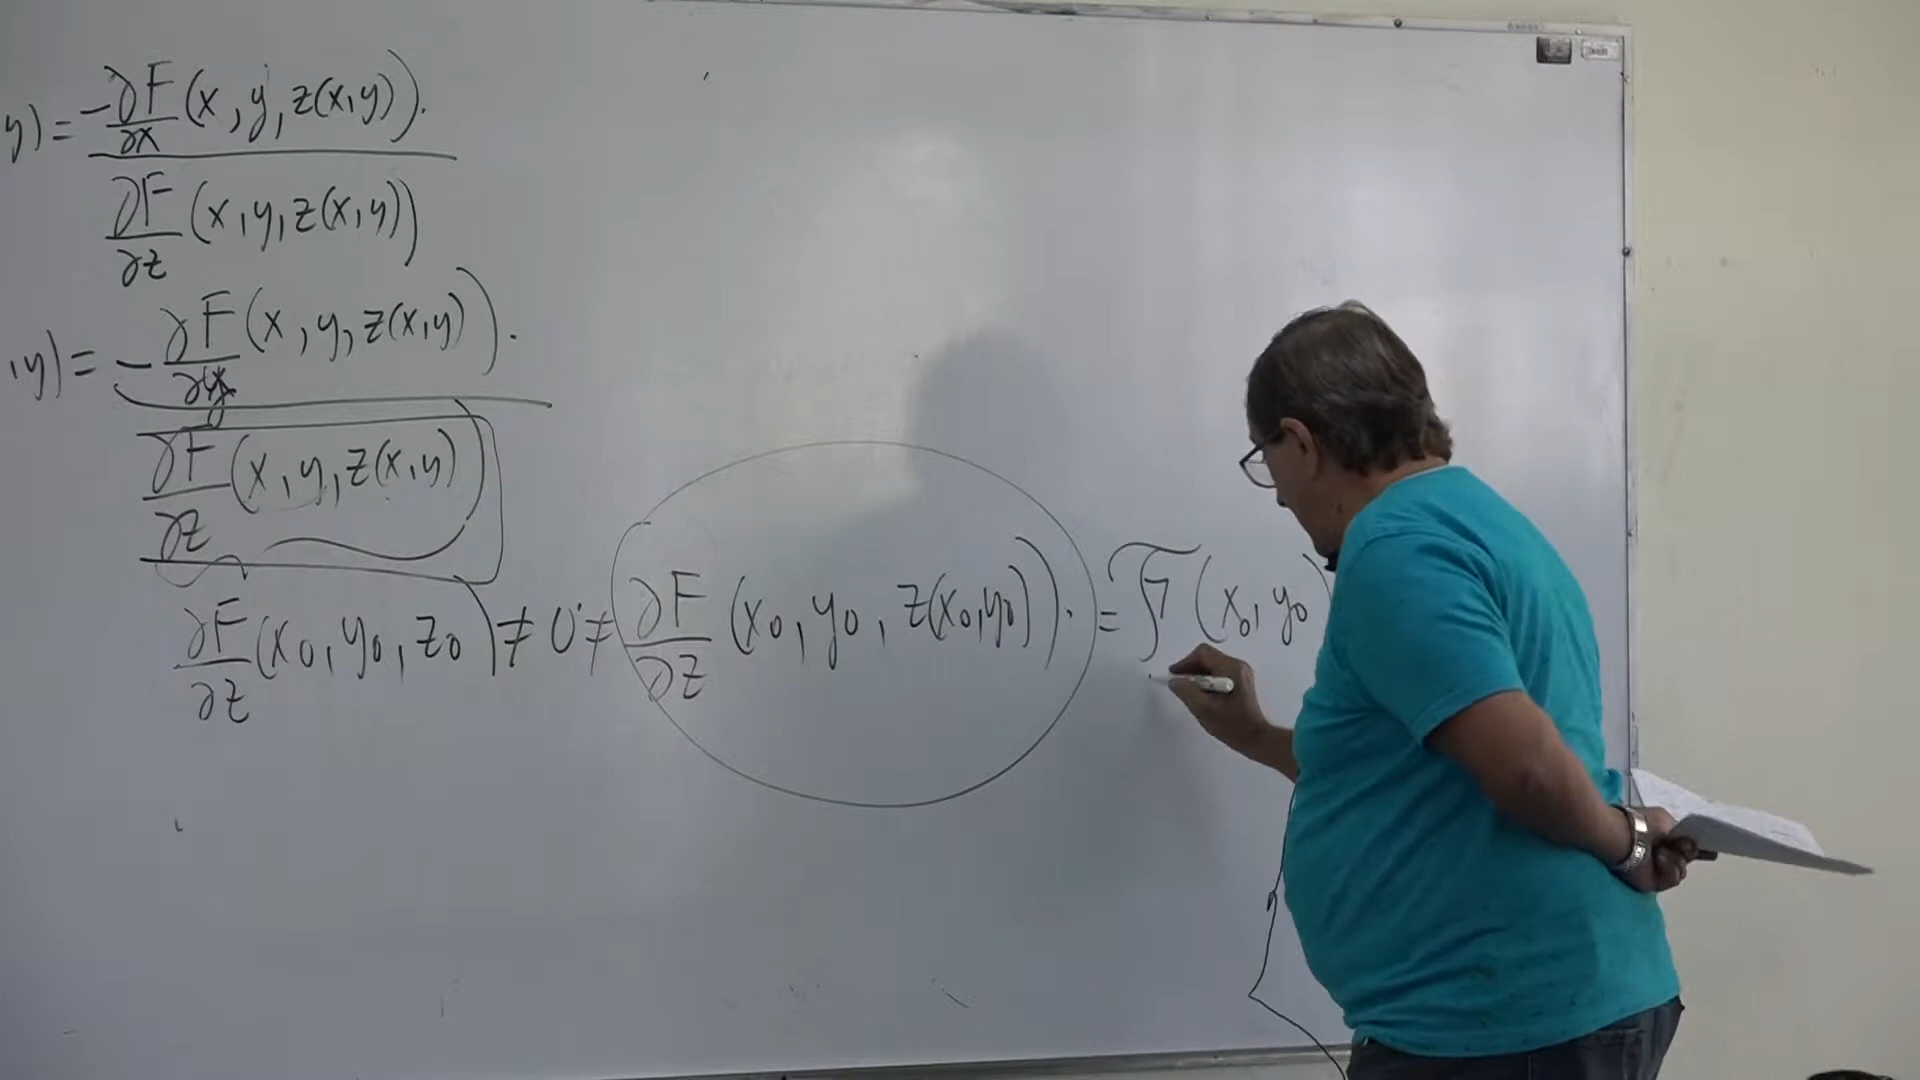 y) = -∂F/∂x (x, y, z(x,y)).
∂F/∂z (x, y, z(x,y))
,y) = -∂F/∂y (x, y, z(x,y)).
∂F/∂z (x, y, z(x,y))
∂F/∂z (x₀, y₀, z₀) ≠ 0 ≠ ∂F/∂z (x₀, y₀, z(x₀,y₀)). = (x₀, y₀)